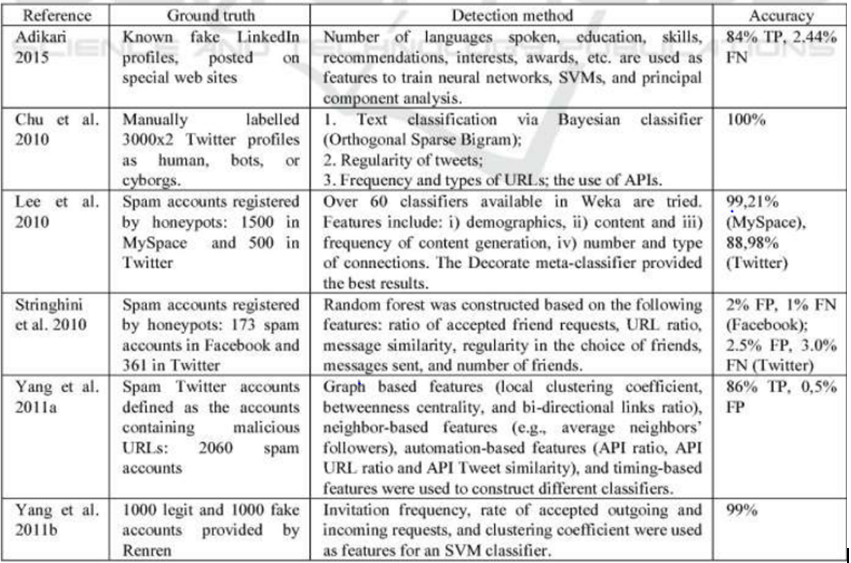 Reference Ground truth Detection method Accuracy
Adikari 2015
Known fake LinkedIn profiles, posted on special web sites
Number of languages spoken, education, skills, recommendations, interests, awards, etc. are used as features to train neural networks, SVMs, and principal component analysis.
84% TP, 2.44% FN
Chu et al. 2010
Manually labelled 3000x2 Twitter profiles as human, bots, or cyborgs.
1. Text classification via Bayesian classifier (Orthogonal Sparse Bigram);
2. Regularity of tweets;
3. Frequency and types of URLs; the use of APIs.
100%
Lee et al. 2010
Spam accounts registered by honeypots: 1500 in MySpace and 500 in Twitter
Over 60 classifiers available in Weka are tried. Features include: i) demographics, ii) content and iii) frequency of content generation, iv) number and type of connections. The Decorate meta-classifier provided the best results.
99,21% (MySpace), 88,98% (Twitter)
Stringhini et al. 2010
Spam accounts registered by honeypots: 173 spam accounts in Facebook and 361 in Twitter
Random forest was constructed based on the following features: ratio of accepted friend requests, URL ratio, message similarity, regularity in the choice of friends, messages sent, and number of friends.
2% FP, 1% FN (Facebook); 2.5% FP, 3.0% FN (Twitter)
Yang et al. 2011a
Spam Twitter accounts defined as the accounts containing malicious URLs: 2060 spam accounts
Graph based features (local clustering coefficient, betweenness centrality, and bi-directional links ratio), neighbor-based features (e.g., average neighbors' followers), automation-based features (API ratio, API URL ratio and API Tweet similarity), and timing-based features were used to construct different classifiers.
86% TP, 0,5% FP
Yang et al. 2011b
1000 legit and 1000 fake accounts provided by Renren
Invitation frequency, rate of accepted outgoing and incoming requests, and clustering coefficient were used as features for an SVM classifier.
99%